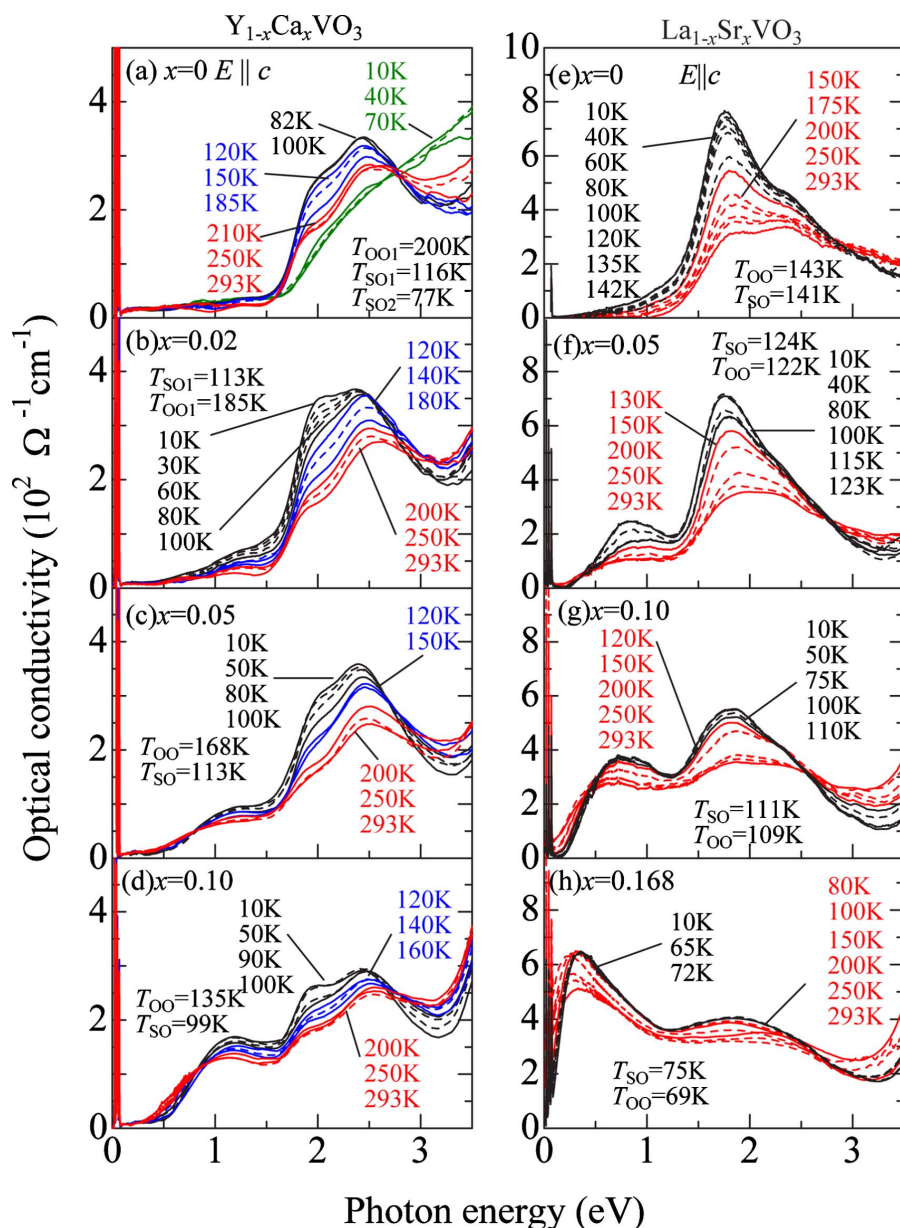 Y1-xCaxVO3
La1-xSrxVO3
Optical conductivity (10² Ω⁻¹cm⁻¹)
(a) x=0 E || c
10K
40K
70K
82K
100K
120K
150K
185K
210K
250K
293K
TOO1=200K
TSO1=116K
TSO2=77K
4
2
0
(b) x=0.02
TSO1=113K
TOO1=185K
10K
30K
60K
80K
100K
120K
140K
180K
200K
250K
293K
4
2
0
(c)x=0.05
10K
50K
80K
100K
120K
150K
TOO=168K
TSO=113K
200K
250K
293K
4
2
0
(d)x=0.10
10K
50K
90K
100K
120K
140K
160K
TOO=135K
TSO=99K
200K
250K
293K
4
2
0
0 1 2 3
(e)x=0 E||c
10K
40K
60K
80K
100K
120K
135K
142K
150K
175K
200K
250K
293K
TOO=143K
TSO=141K
10
8
6
4
2
0
(f)x=0.05
TSO=124K
TOO=122K
10K
40K
80K
100K
115K
123K
130K
150K
200K
250K
293K
8
6
4
2
0
(g)x=0.10
120K
150K
200K
250K
293K
10K
50K
75K
100K
110K
TSO=111K
TOO=109K
8
6
4
2
0
(h)x=0.168
10K
65K
72K
80K
100K
150K
200K
250K
293K
TSO=75K
TOO=69K
8
6
4
2
0
0 1 2 3
Photon energy (eV)